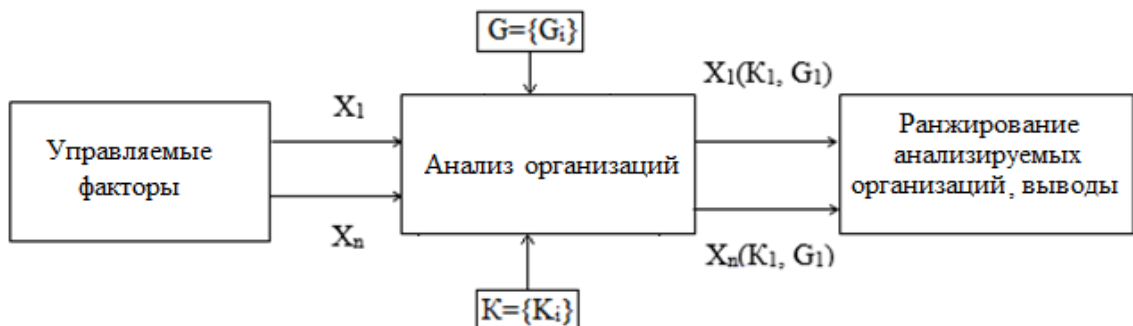 G={Gᵢ}
X₁
X₁(K₁, G₁)
Управляемые
факторы
Анализ организаций
Ранжирование
анализируемых
организаций, выводы
Xₙ
Xₙ(K₁, G₁)
K={Kᵢ}